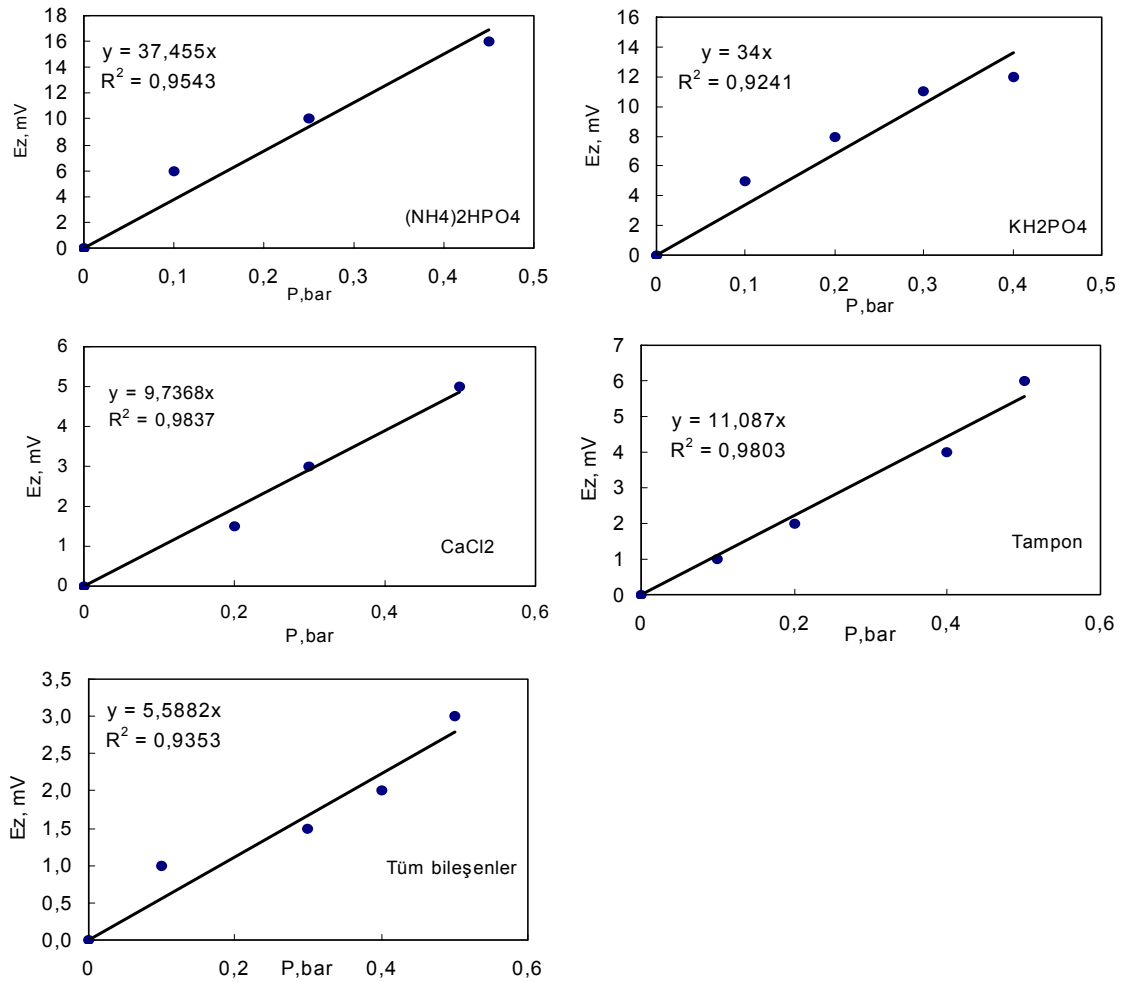 18
16
14
12
10
8
6
4
2
0
Ez, mV
y = 37,455x
R² = 0,9543
(NH4)2HPO4
0 0,1 0,2 0,3 0,4 0,5
P,bar
16
14
12
10
8
6
4
2
0
Ez, mV
y = 34x
R² = 0,9241
KH2PO4
0 0,1 0,2 0,3 0,4 0,5
P,bar
6
5
4
3
2
1
0
Ez, mV
y = 9,7368x
R² = 0,9837
CaCl2
0 0,2 0,4 0,6
P,bar
7
6
5
4
3
2
1
0
Ez, mV
y = 11,087x
R² = 0,9803
Tampon
0 0,2 0,4 0,6
P,bar
3,5
3,0
2,5
2,0
1,5
1,0
0,5
0,0
Ez, mV
y = 5,5882x
R² = 0,9353
Tüm bileşenler
0 0,2 0,4 0,6
P,bar